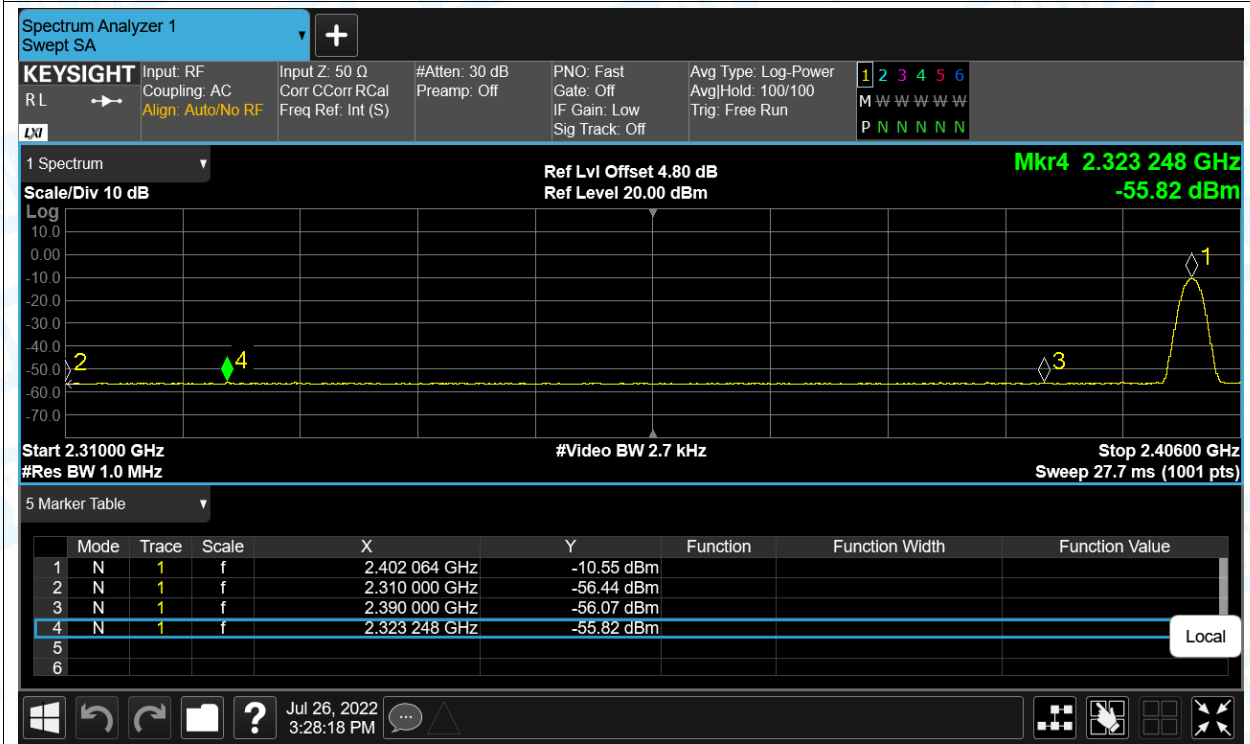 Spectrum Analyzer 1
Swept SA
+
KEYSIGHT
R L
LXI
Input: RF
Coupling: AC
Align: Auto/No RF
Input Z: 50 Ω
Corr CCorr RCal
Freq Ref: Int (S)
#Atten: 30 dB
Preamp: Off
PNO: Fast
Gate: Off
IF Gain: Low
Sig Track: Off
Avg Type: Log-Power
Avg|Hold: 100/100
Trig: Free Run
1 2 3 4 5 6
M W W W W W
P N N N N N
1 Spectrum
Scale/Div 10 dB
Ref Lvl Offset 4.80 dB
Ref Level 20.00 dBm
Mkr4 2.323 248 GHz
-55.82 dBm
Log
10.0
0.00
-10.0
-20.0
-30.0
-40.0
-50.0
-60.0
-70.0
1
2
4
3
Start 2.31000 GHz
#Res BW 1.0 MHz
#Video BW 2.7 kHz
Stop 2.40600 GHz
Sweep 27.7 ms (1001 pts)
5 Marker Table
Mode Trace Scale X Y Function Function Width Function Value
1 N 1 f 2.402 064 GHz -10.55 dBm
2 N 1 f 2.310 000 GHz -56.44 dBm
3 N 1 f 2.390 000 GHz -56.07 dBm
4 N 1 f 2.323 248 GHz -55.82 dBm
5
6
Local
?
Jul 26, 2022
3:28:18 PM